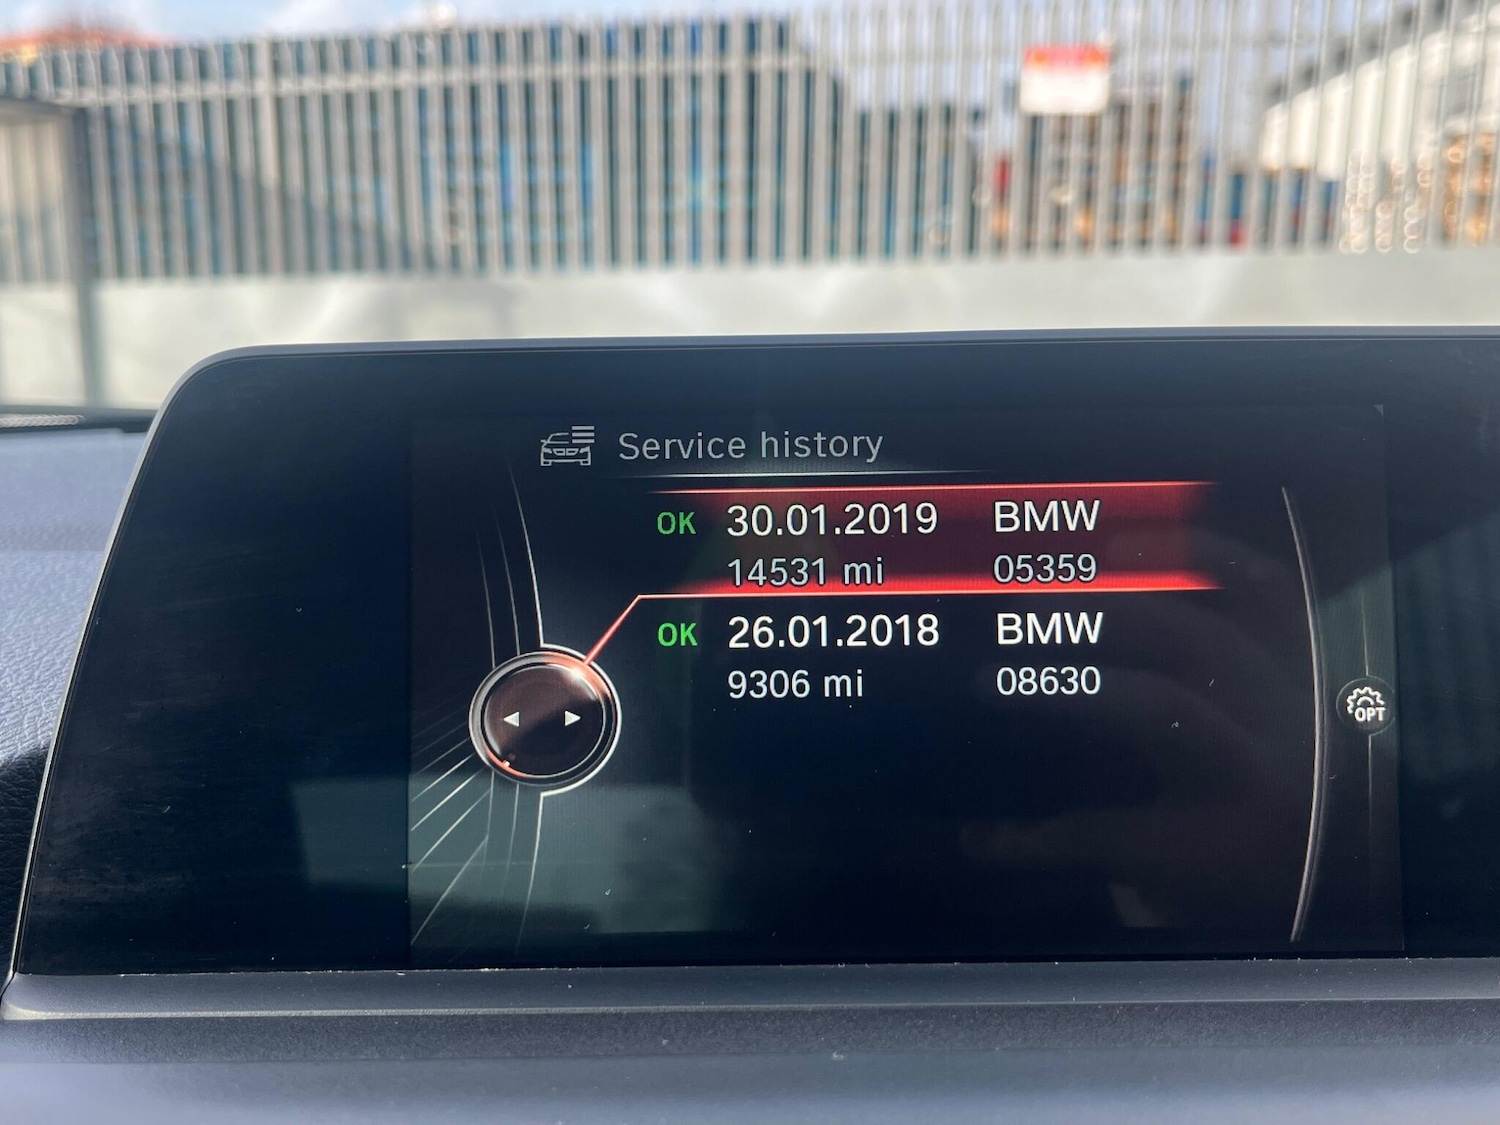 Service history
OK 30.01.2019 BMW
14531 mi 05359
OK 26.01.2018 BMW
9306 mi 08630
OPT